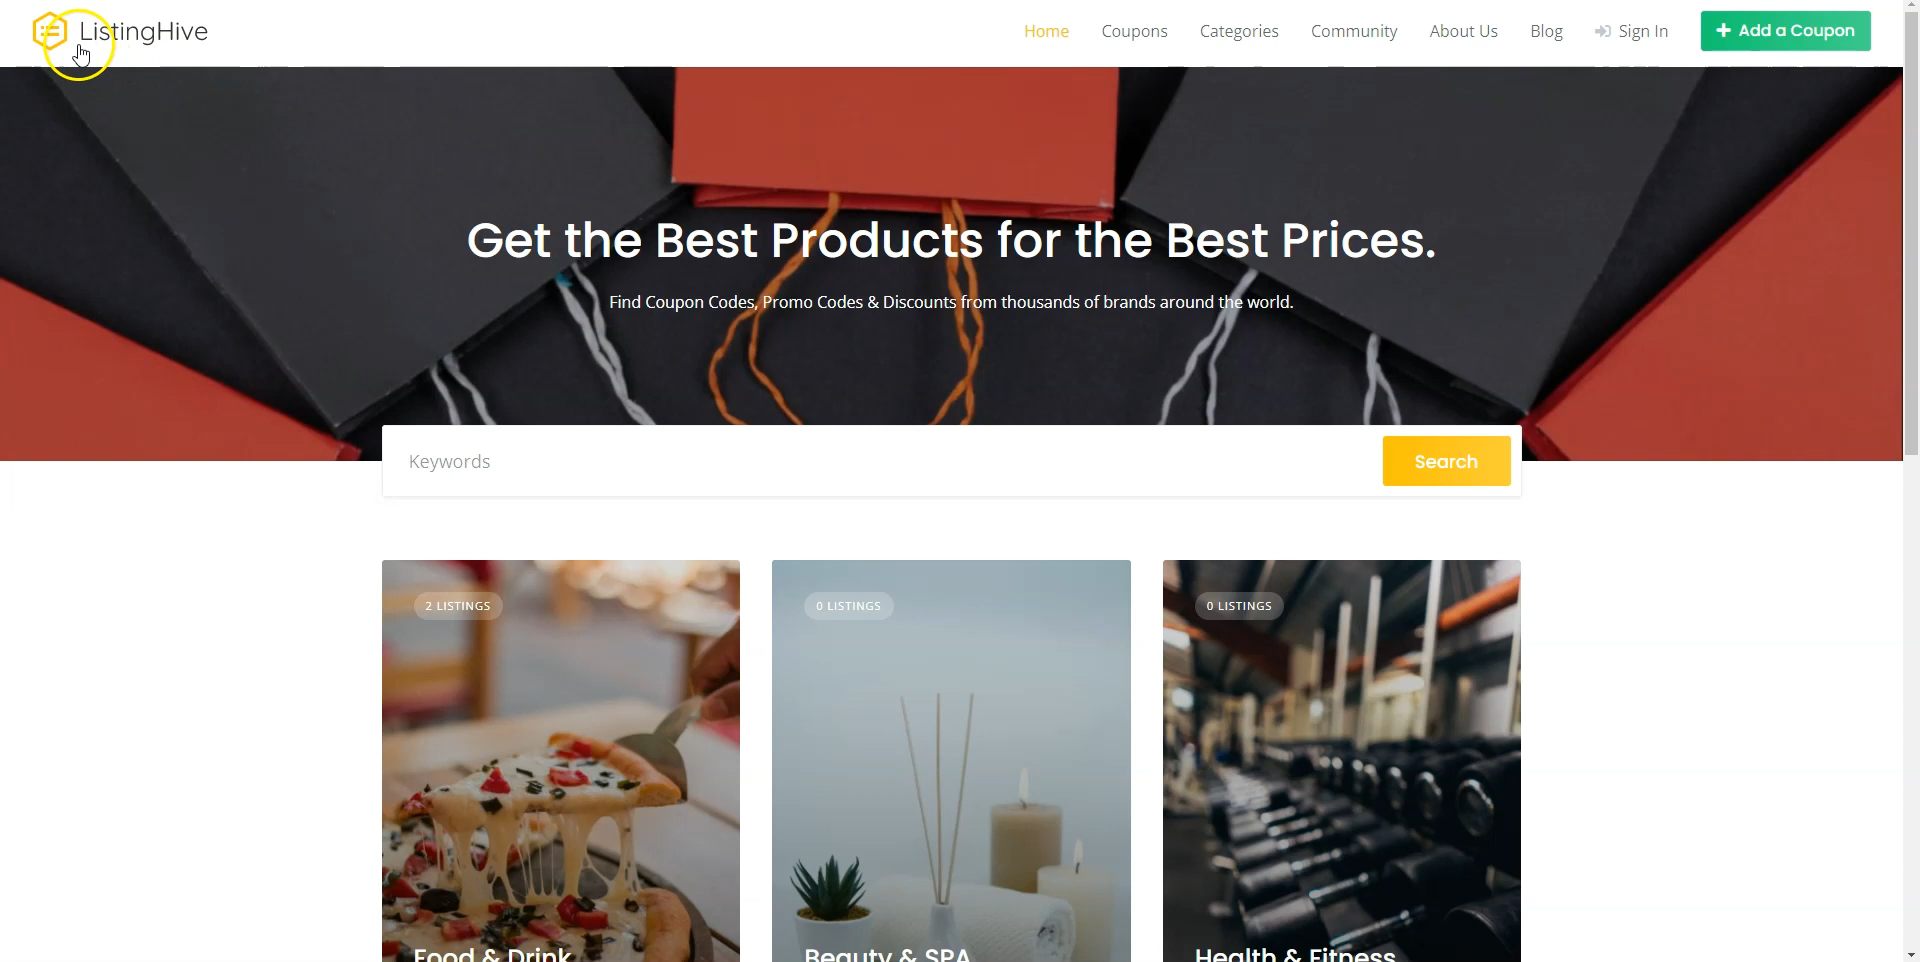 ListingHive
Home
Coupons
Categories
Community
About Us
Blog
Sign In
+ Add a Coupon
Get the Best Products for the Best Prices.
Find Coupon Codes, Promo Codes & Discounts from thousands of brands around the world.
Keywords
Search
2 LISTINGS
0 LISTINGS
0 LISTINGS
Food & Drink
Beauty & SPA
Health & Fitness